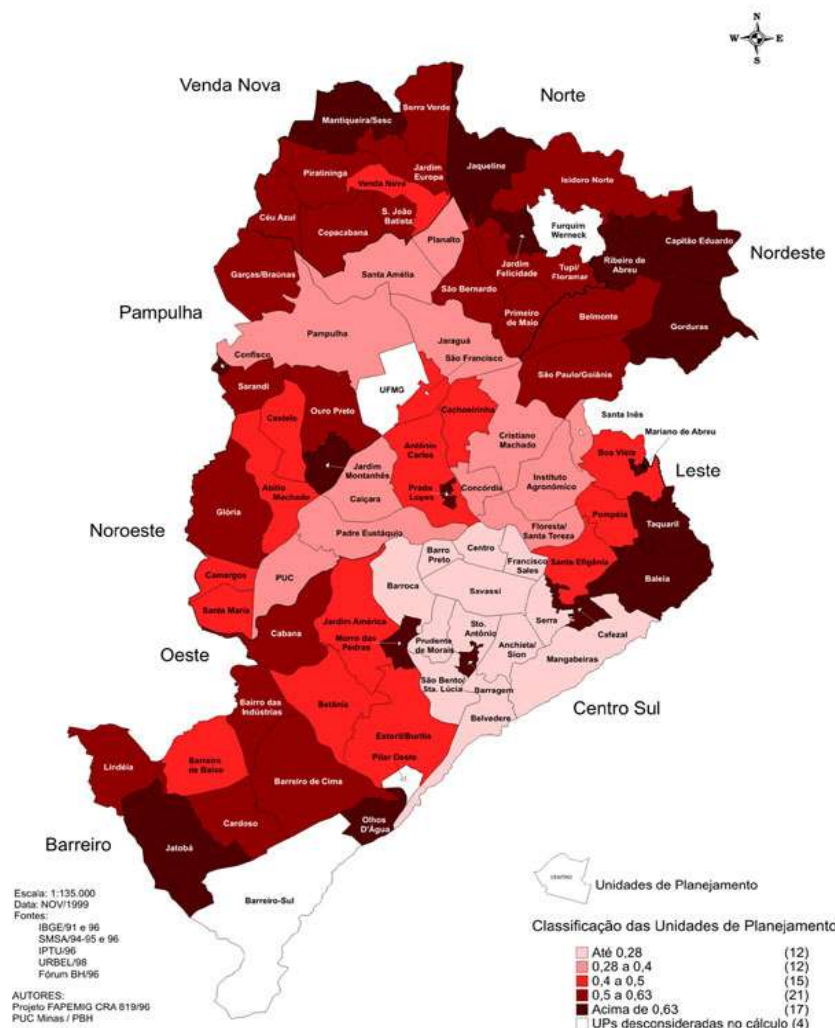 N
W E
S
Venda Nova
Norte
Serra Verde
Mantiqueira/Sesc
Jaqueline
Piratininga
Jardim
Europa
Isidoro Norte
Venda Nova
Céu Azul
Copacabana
S. João
Batista
Furquim
Werneck
Planalto
Capitão Eduardo
Nordeste
Garças/Braúnas
Santa Amélia
Jardim
Felicidade
Tupi/
Floramar
Ribeiro de
Abreu
São Bernardo
Primeiro
de Maio
Belmonte
Gorduras
Pampulha
Pampulha
Jaraguá
Confisco
São Francisco
Sarandi
UFMG
São Paulo/Goiânia
Castelo
Ouro Preto
Cachoeirinha
Santa Inês
Cristiano
Machado
Mariano de Abreu
Antônio
Carlos
Boa Vista
Leste
Jardim
Montanhês
Abílio
Machado
Prado
Lopes
Concórdia
Instituto
Agronômico
Caiçara
Glória
Pompéia
Taquaril
Noroeste
Padre Eustáquio
Floresta/
Santa Tereza
Barro
Preto
Centro
Francisco
Sales
Santa Efigênia
Camargos
PUC
Barroca
Savassi
Baleia
Santa Maria
Jardim América
Sto.
Antônio
Serra
Cafezal
Cabana
Morro das
Pedras
Prudente
de Morais
Anchieta/
Sion
Mangabeiras
Oeste
São Bento/
Sta. Lúcia
Barragem
Bairro das
Indústrias
Betânia
Belvedere
Centro Sul
Estoril/Buritis
Lindéia
Barreiro
de Baixo
Pilar Oeste
Barreiro de Cima
Cardoso
Olhos
D'Água
Barreiro
Jatobá
Barreiro-Sul
CENTRO
Unidades de Planejamento
Escala: 1:135.000
Data: NOV/1999
Fontes:
IBGE/91 e 96
SMSA/94-95 e 96
IPTU/96
URBEL/98
Fórum BH/96
AUTORES:
Projeto FAPEMIG CRA 819/96
PUC Minas / PBH
Classificação das Unidades de Planejamento
Até 0,28 (12)
0,28 a 0,4 (12)
0,4 a 0,5 (15)
0,5 a 0,63 (21)
Acima de 0,63 (17)
UPs desconsideradas no cálculo (4)